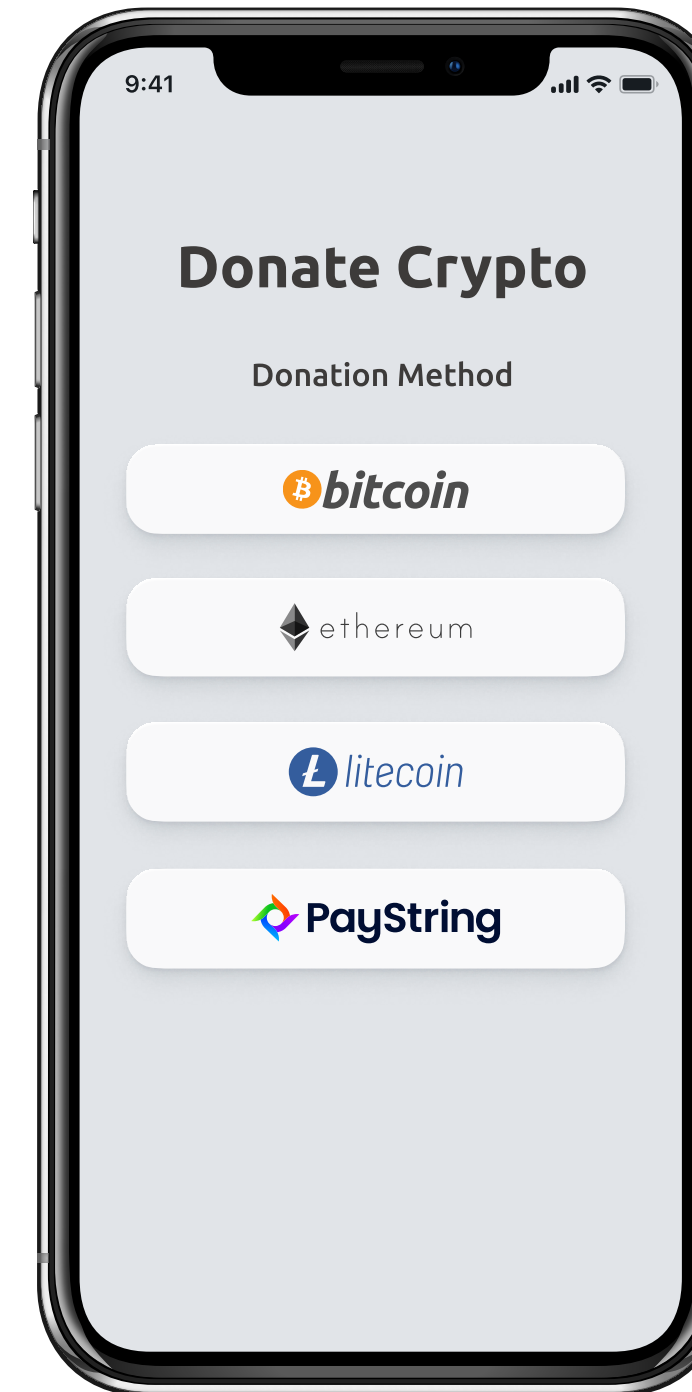 9:41
Donate Crypto
Donation Method
bitcoin
ethereum
litecoin
PayString